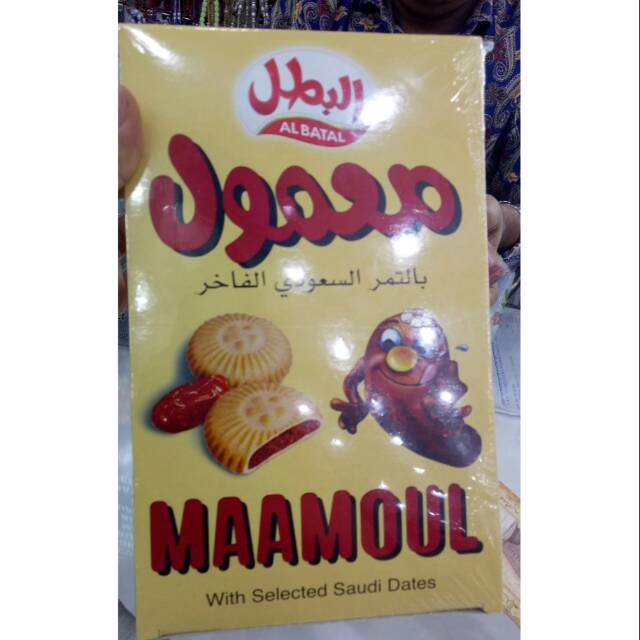 البطل
AL BATAL
معمول
بالتمر السعودي الفاخر
MAAMOUL
With Selected Saudi Dates